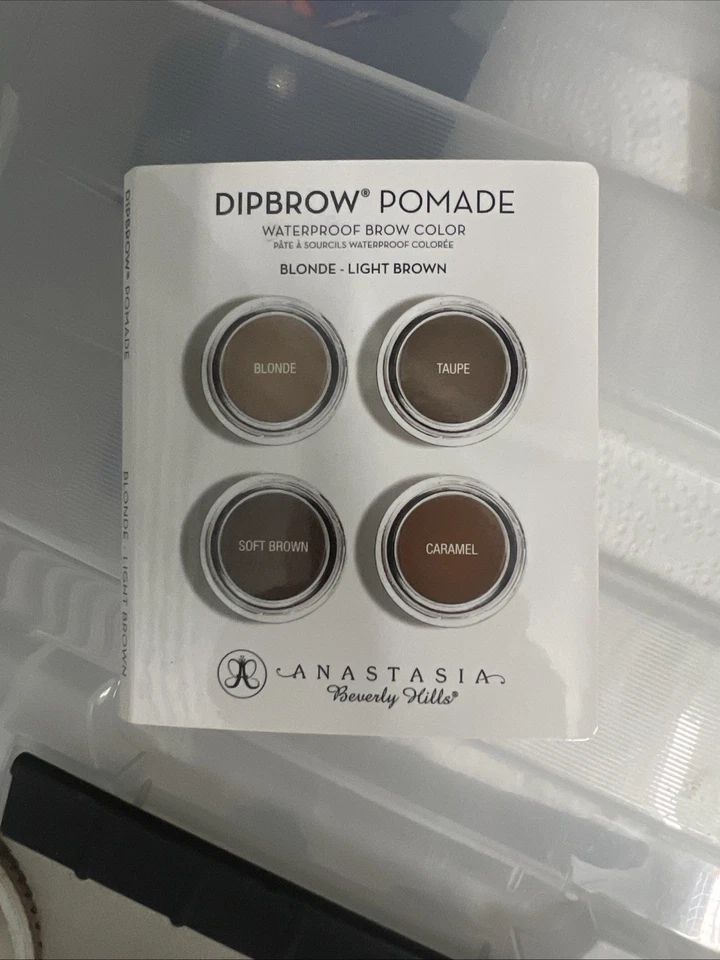 DIPBROW® POMADE
WATERPROOF BROW COLOR
PÂTE À SOURCILS WATERPROOF COLORÉE
BLONDE - LIGHT BROWN
BLONDE
TAUPE
SOFT BROWN
CARAMEL
ANASTASIA
Beverly Hills®
DIPBROW® POMADE
BLONDE - LIGHT BROWN